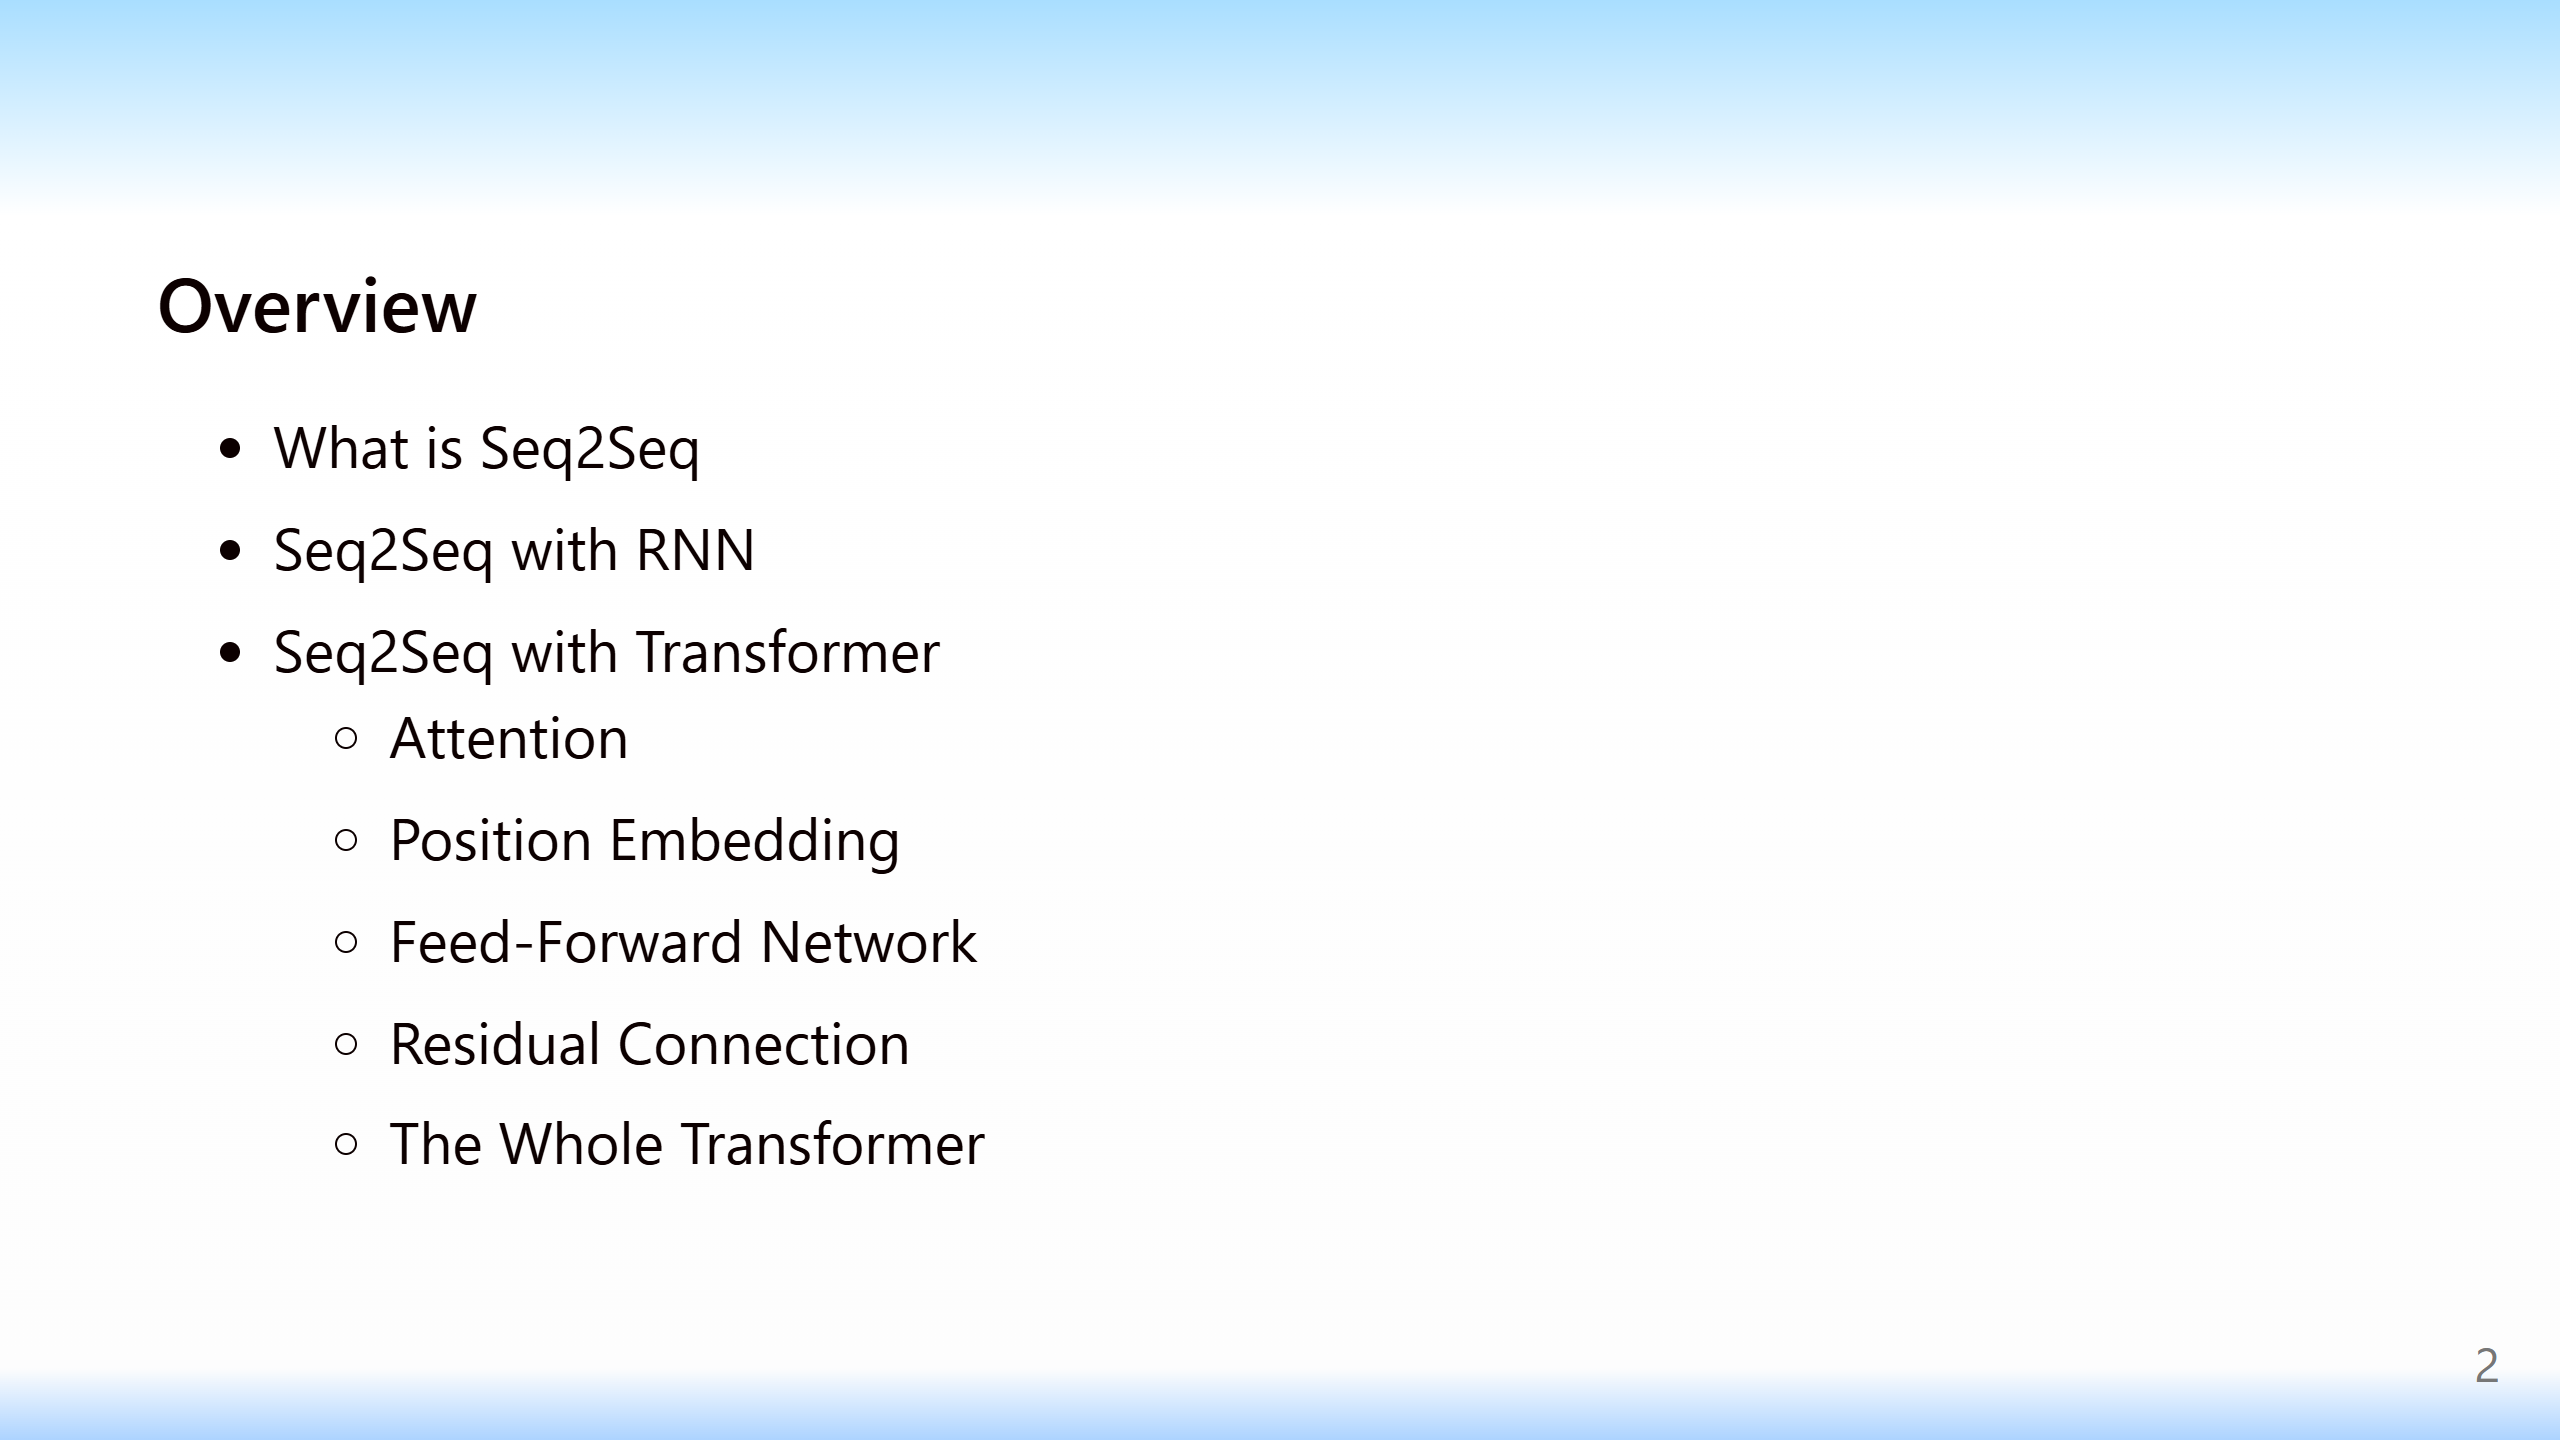 Overview
• What is Seq2Seq
• Seq2Seq with RNN
• Seq2Seq with Transformer
○ Attention
○ Position Embedding
○ Feed-Forward Network
○ Residual Connection
○ The Whole Transformer
2